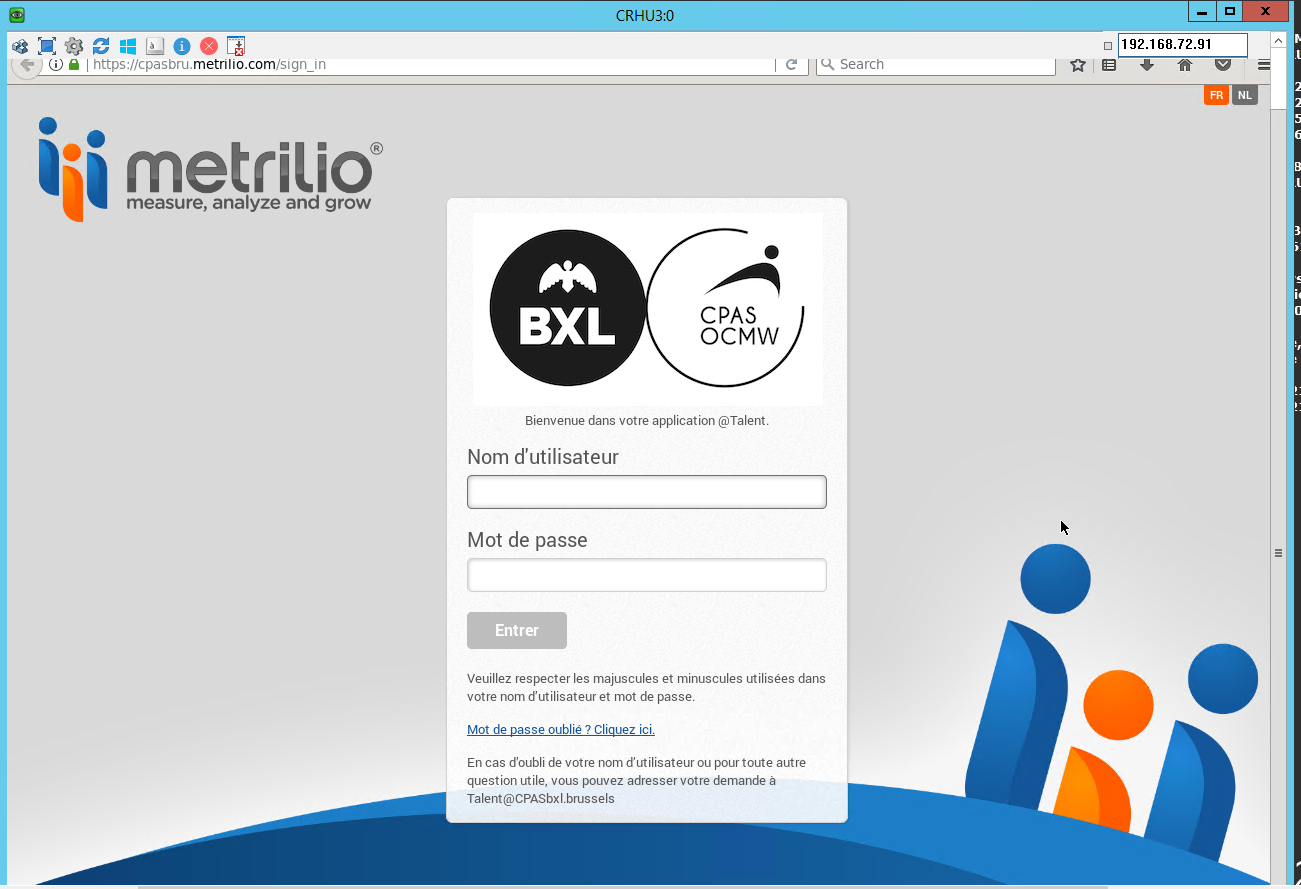 CRHU3:0
192.168.72.91
https://cpasbru.metrilio.com/sign_in
Search
FR NL
metrilio®
measure, analyze and grow
BXL
CPAS
OCMW
Bienvenue dans votre application @Talent.
Nom d'utilisateur
Mot de passe
Entrer
Veuillez respecter les majuscules et minuscules utilisées dans
votre nom d'utilisateur et mot de passe.
Mot de passe oublié ? Cliquez ici.
En cas d'oubli de votre nom d'utilisateur ou pour toute autre
question utile, vous pouvez adresser votre demande à
Talent@CPASbxl.brussels